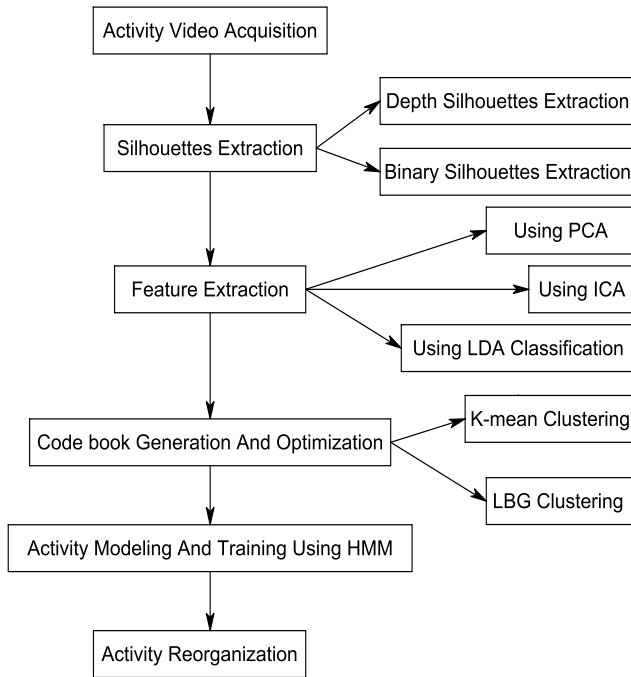 Activity Video Acquisition
Depth Silhouettes Extraction
Silhouettes Extraction
Binary Silhouettes Extraction
Using PCA
Feature Extraction
Using ICA
Using LDA Classification
K-mean Clustering
Code book Generation And Optimization
LBG Clustering
Activity Modeling And Training Using HMM
Activity Reorganization